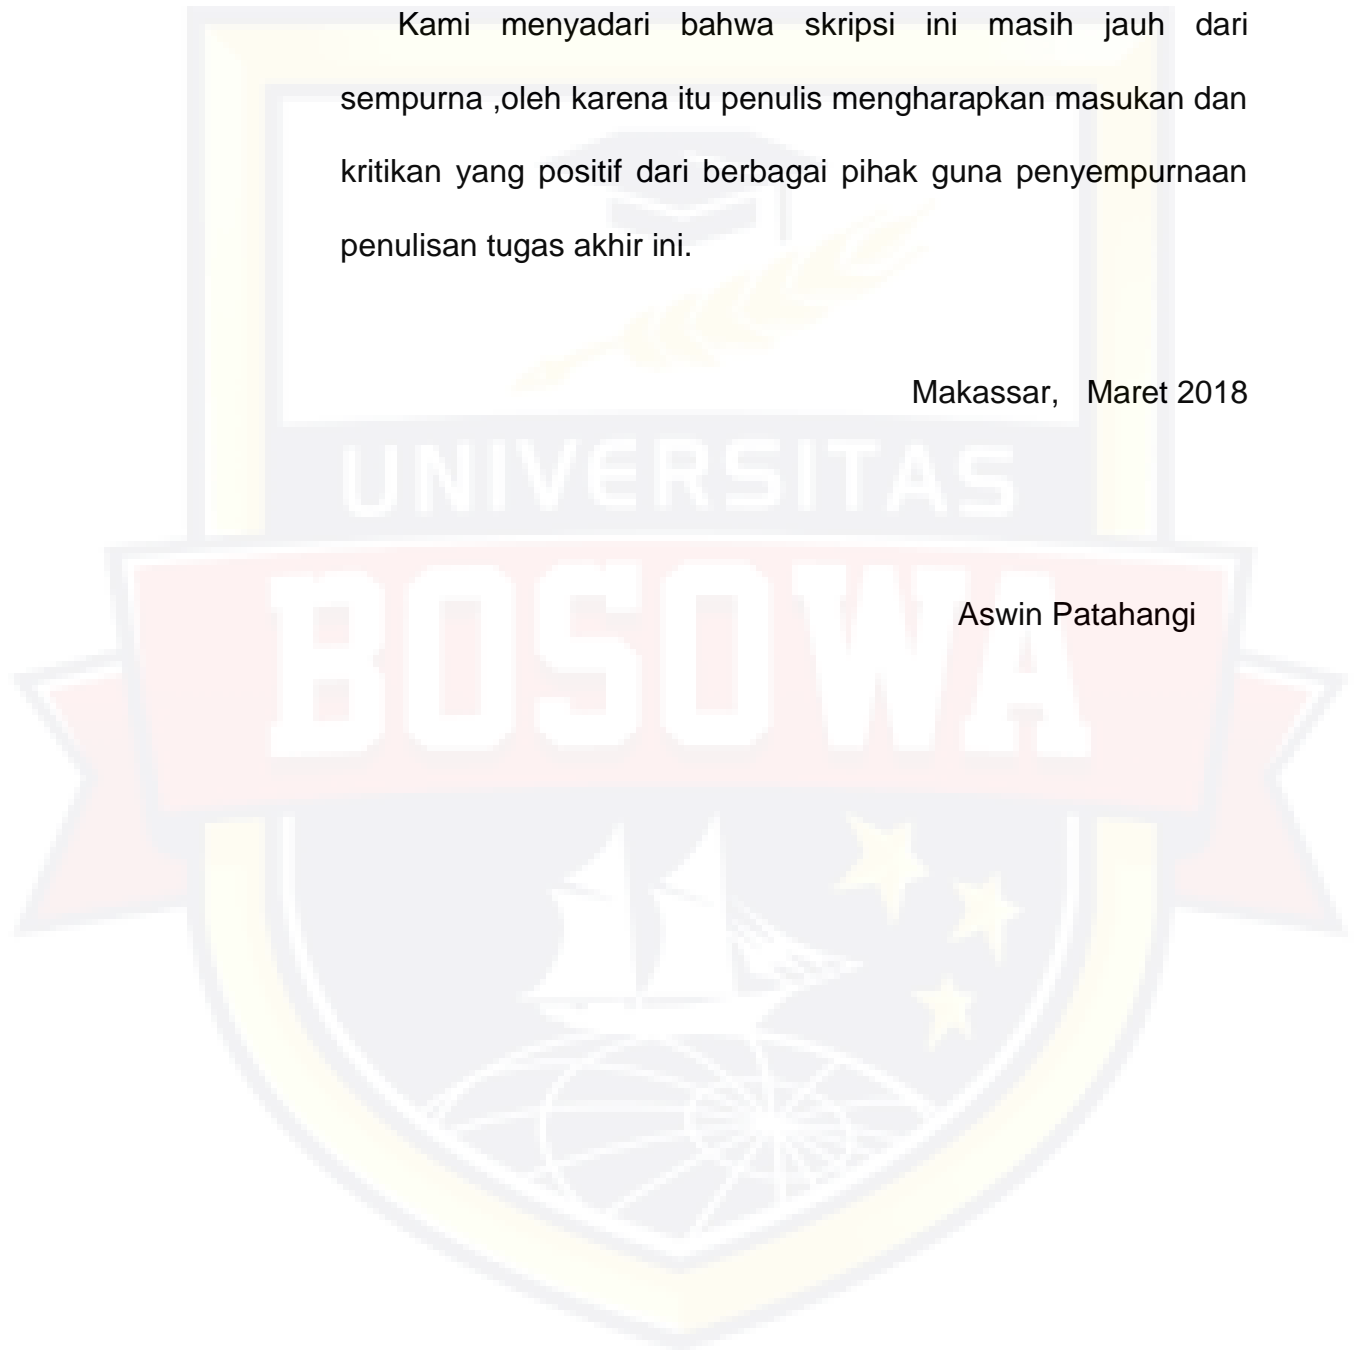 Kami menyadari bahwa skripsi ini masih jauh dari
sempurna ,oleh karena itu penulis mengharapkan masukan dan
kritikan yang positif dari berbagai pihak guna penyempurnaan
penulisan tugas akhir ini.
Makassar, Maret 2018
UNIVERSITAS
BOSOWA
Aswin Patahangi